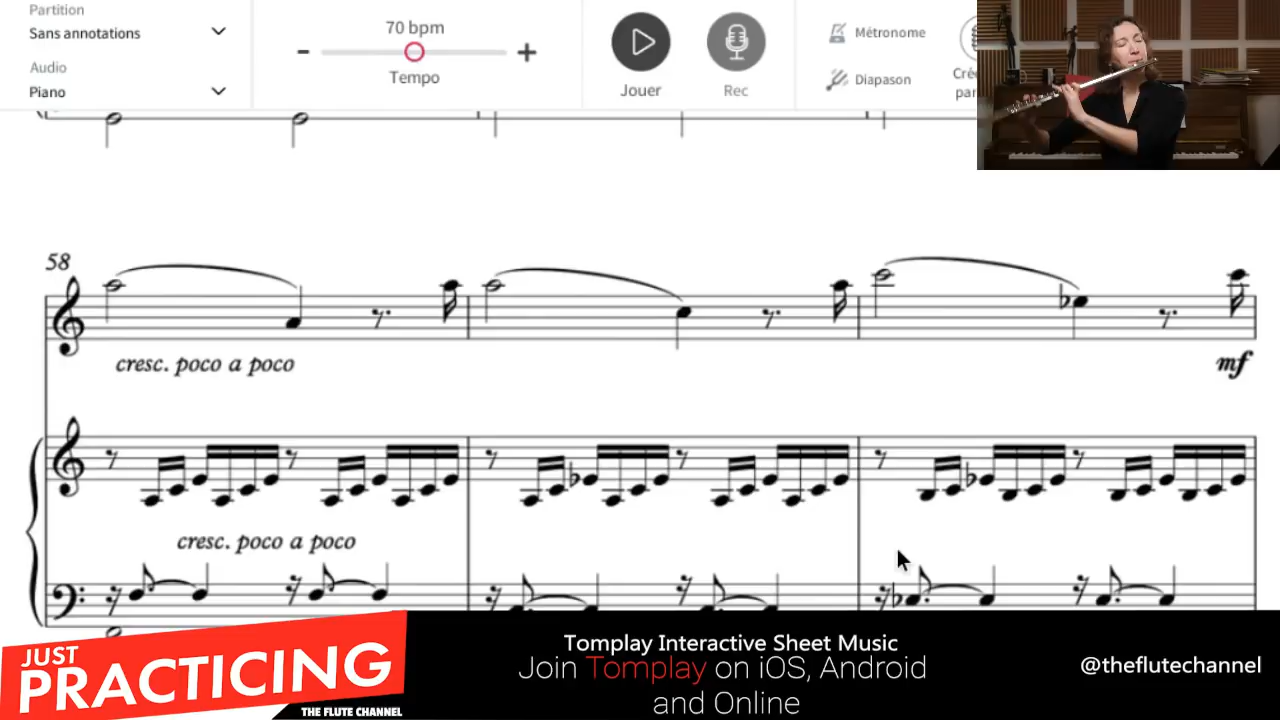 Partition
Sans annotations
Audio
Piano
70 bpm
Tempo
Jouer
Rec
Métronome
Diapason
58
cresc. poco a poco
mf
cresc. poco a poco
JUST
PRACTICING
THE FLUTE CHANNEL
Tomplay Interactive Sheet Music
Join Tomplay on iOS, Android
and Online
@theflutechannel